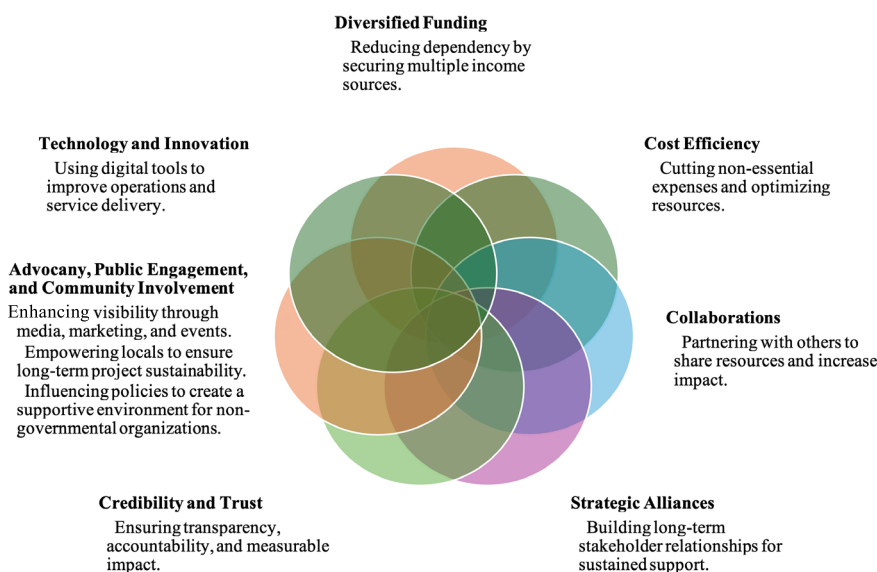 Diversified Funding
Reducing dependency by
securing multiple income
sources.
Technology and Innovation
Using digital tools to
improve operations and
service delivery.
Cost Efficiency
Cutting non-essential
expenses and optimizing
resources.
Advocany, Public Engagement,
and Community Involvement
Enhancing visibility through
media, marketing, and events.
Empowering locals to ensure
long-term project sustainability.
Influencing policies to create a
supportive environment for non-
governmental organizations.
Collaborations
Partnering with others to
share resources and increase
impact.
Credibility and Trust
Ensuring transparency,
accountability, and measurable
impact.
Strategic Alliances
Building long-term
stakeholder relationships for
sustained support.